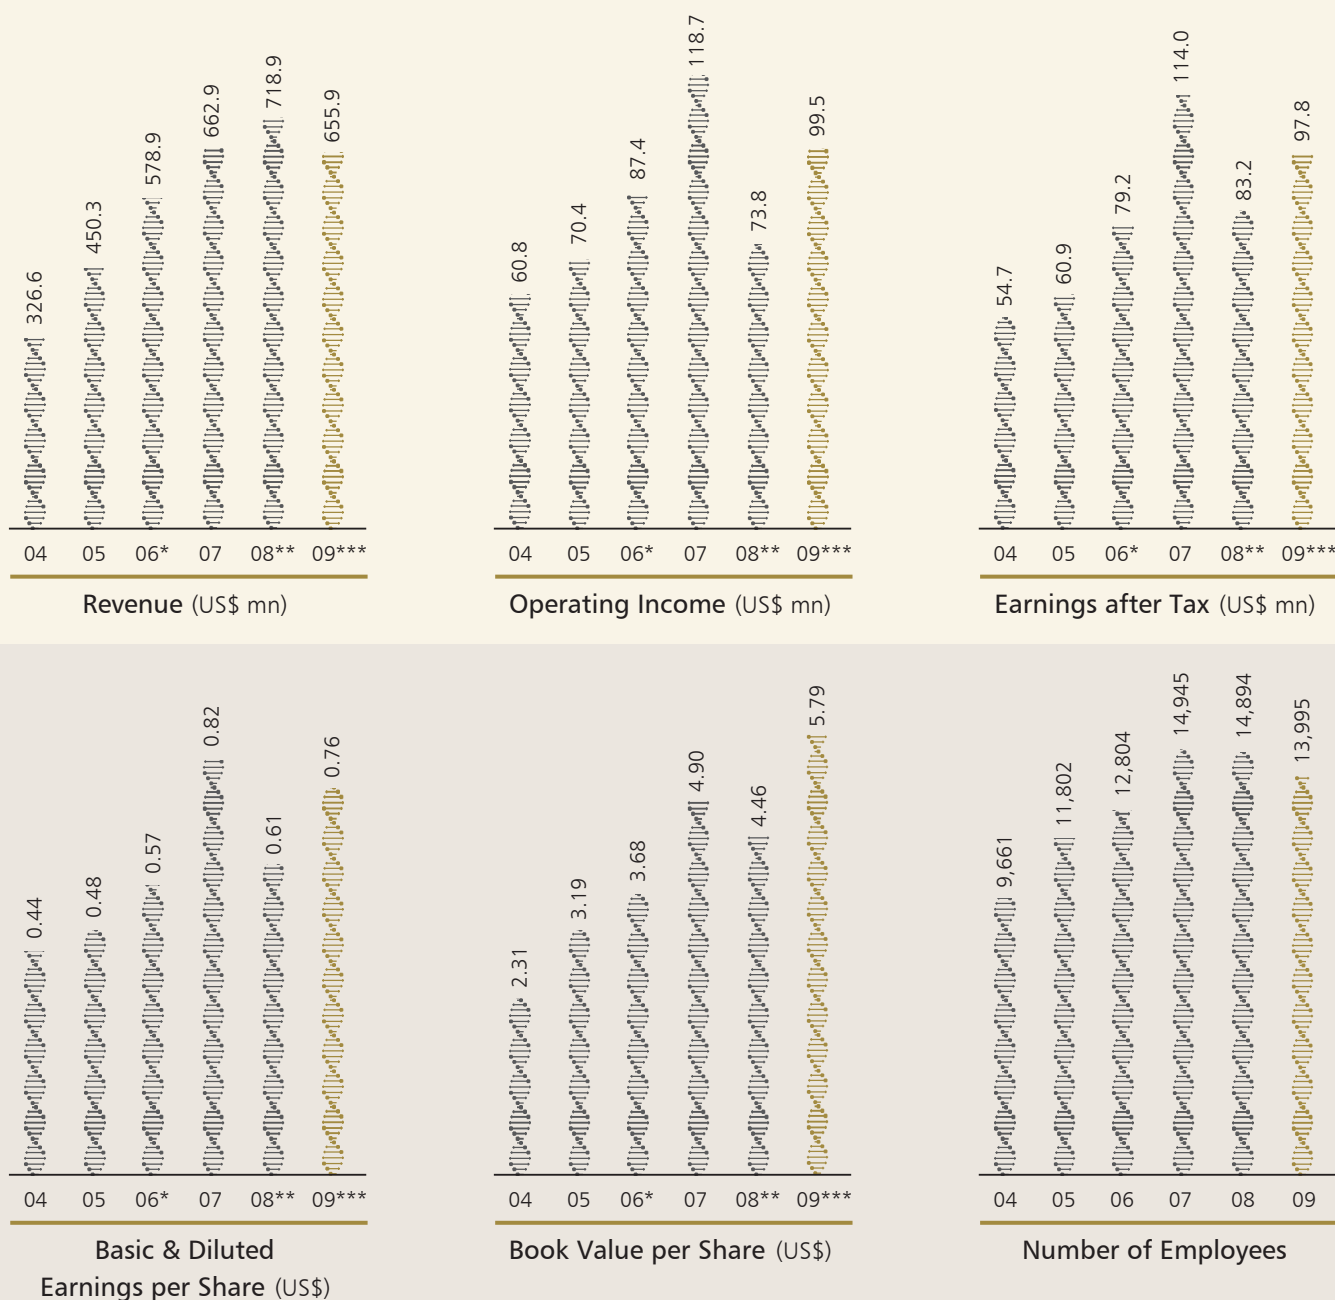 326.6 450.3 578.9 662.9 718.9 655.9
04 05 06* 07 08** 09***
Revenue (US$ mn)
60.8 70.4 87.4 118.7 73.8 99.5
04 05 06* 07 08** 09***
Operating Income (US$ mn)
54.7 60.9 79.2 114.0 83.2 97.8
04 05 06* 07 08** 09***
Earnings after Tax (US$ mn)
0.44 0.48 0.57 0.82 0.61 0.76
04 05 06* 07 08** 09***
Basic & Diluted
Earnings per Share (US$)
2.31 3.19 3.68 4.90 4.46 5.79
04 05 06* 07 08** 09***
Book Value per Share (US$)
9,661 11,802 12,804 14,945 14,894 13,995
04 05 06 07 08 09
Number of Employees